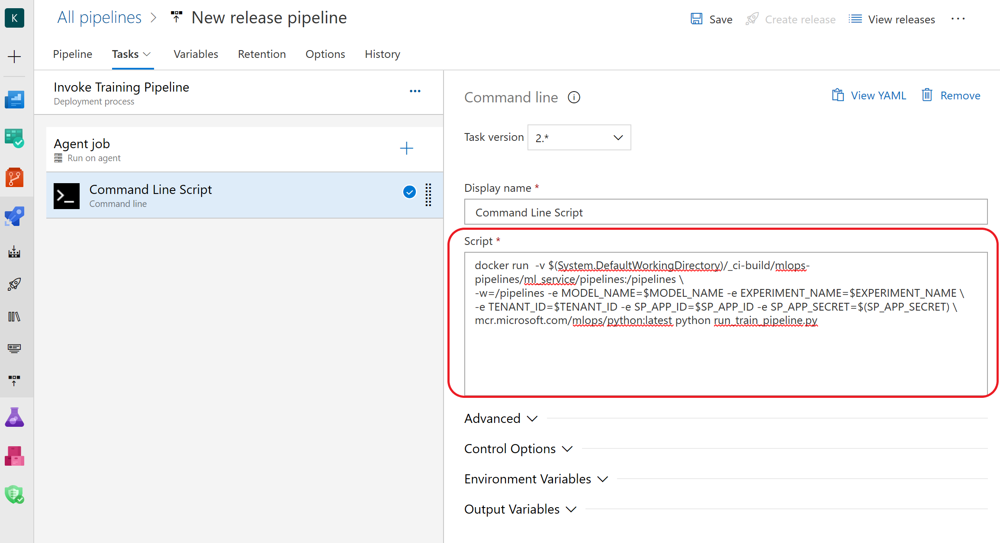 K
All pipelines
New release pipeline
Save
Create release
View releases
Pipeline
Tasks
Variables
Retention
Options
History
Invoke Training Pipeline
Deployment process
Agent job
Run on agent
Command Line Script
Command line
Command line
View YAML
Remove
Task version
2.*
Display name *
Command Line Script
Script *
docker run  -v $(System.DefaultWorkingDirectory)/_ci-build/mlops-
pipelines/ml_service/pipelines:/pipelines \
-w=/pipelines -e MODEL_NAME=$MODEL_NAME -e EXPERIMENT_NAME=$EXPERIMENT_NAME \
-e TENANT_ID=$TENANT_ID -e SP_APP_ID=$SP_APP_ID -e SP_APP_SECRET=$(SP_APP_SECRET) \
mcr.microsoft.com/mlops/python:latest python run_train_pipeline.py
Advanced
Control Options
Environment Variables
Output Variables